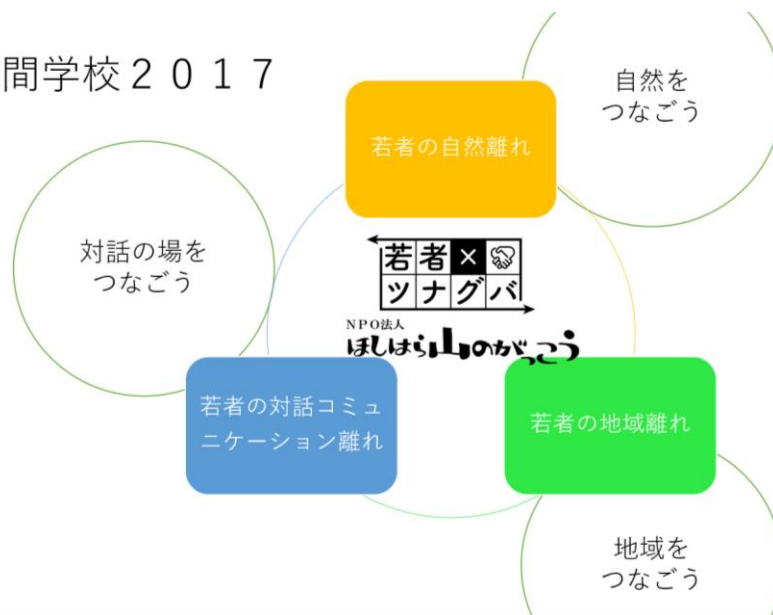 間学校２０１７
自然を
つなごう
若者の自然離れ
対話の場を
つなごう
若者×
ツナグバ
NPO法人
ほしはら山のがっこう
若者の対話コミュ
ニケーション離れ
若者の地域離れ
地域を
つなごう